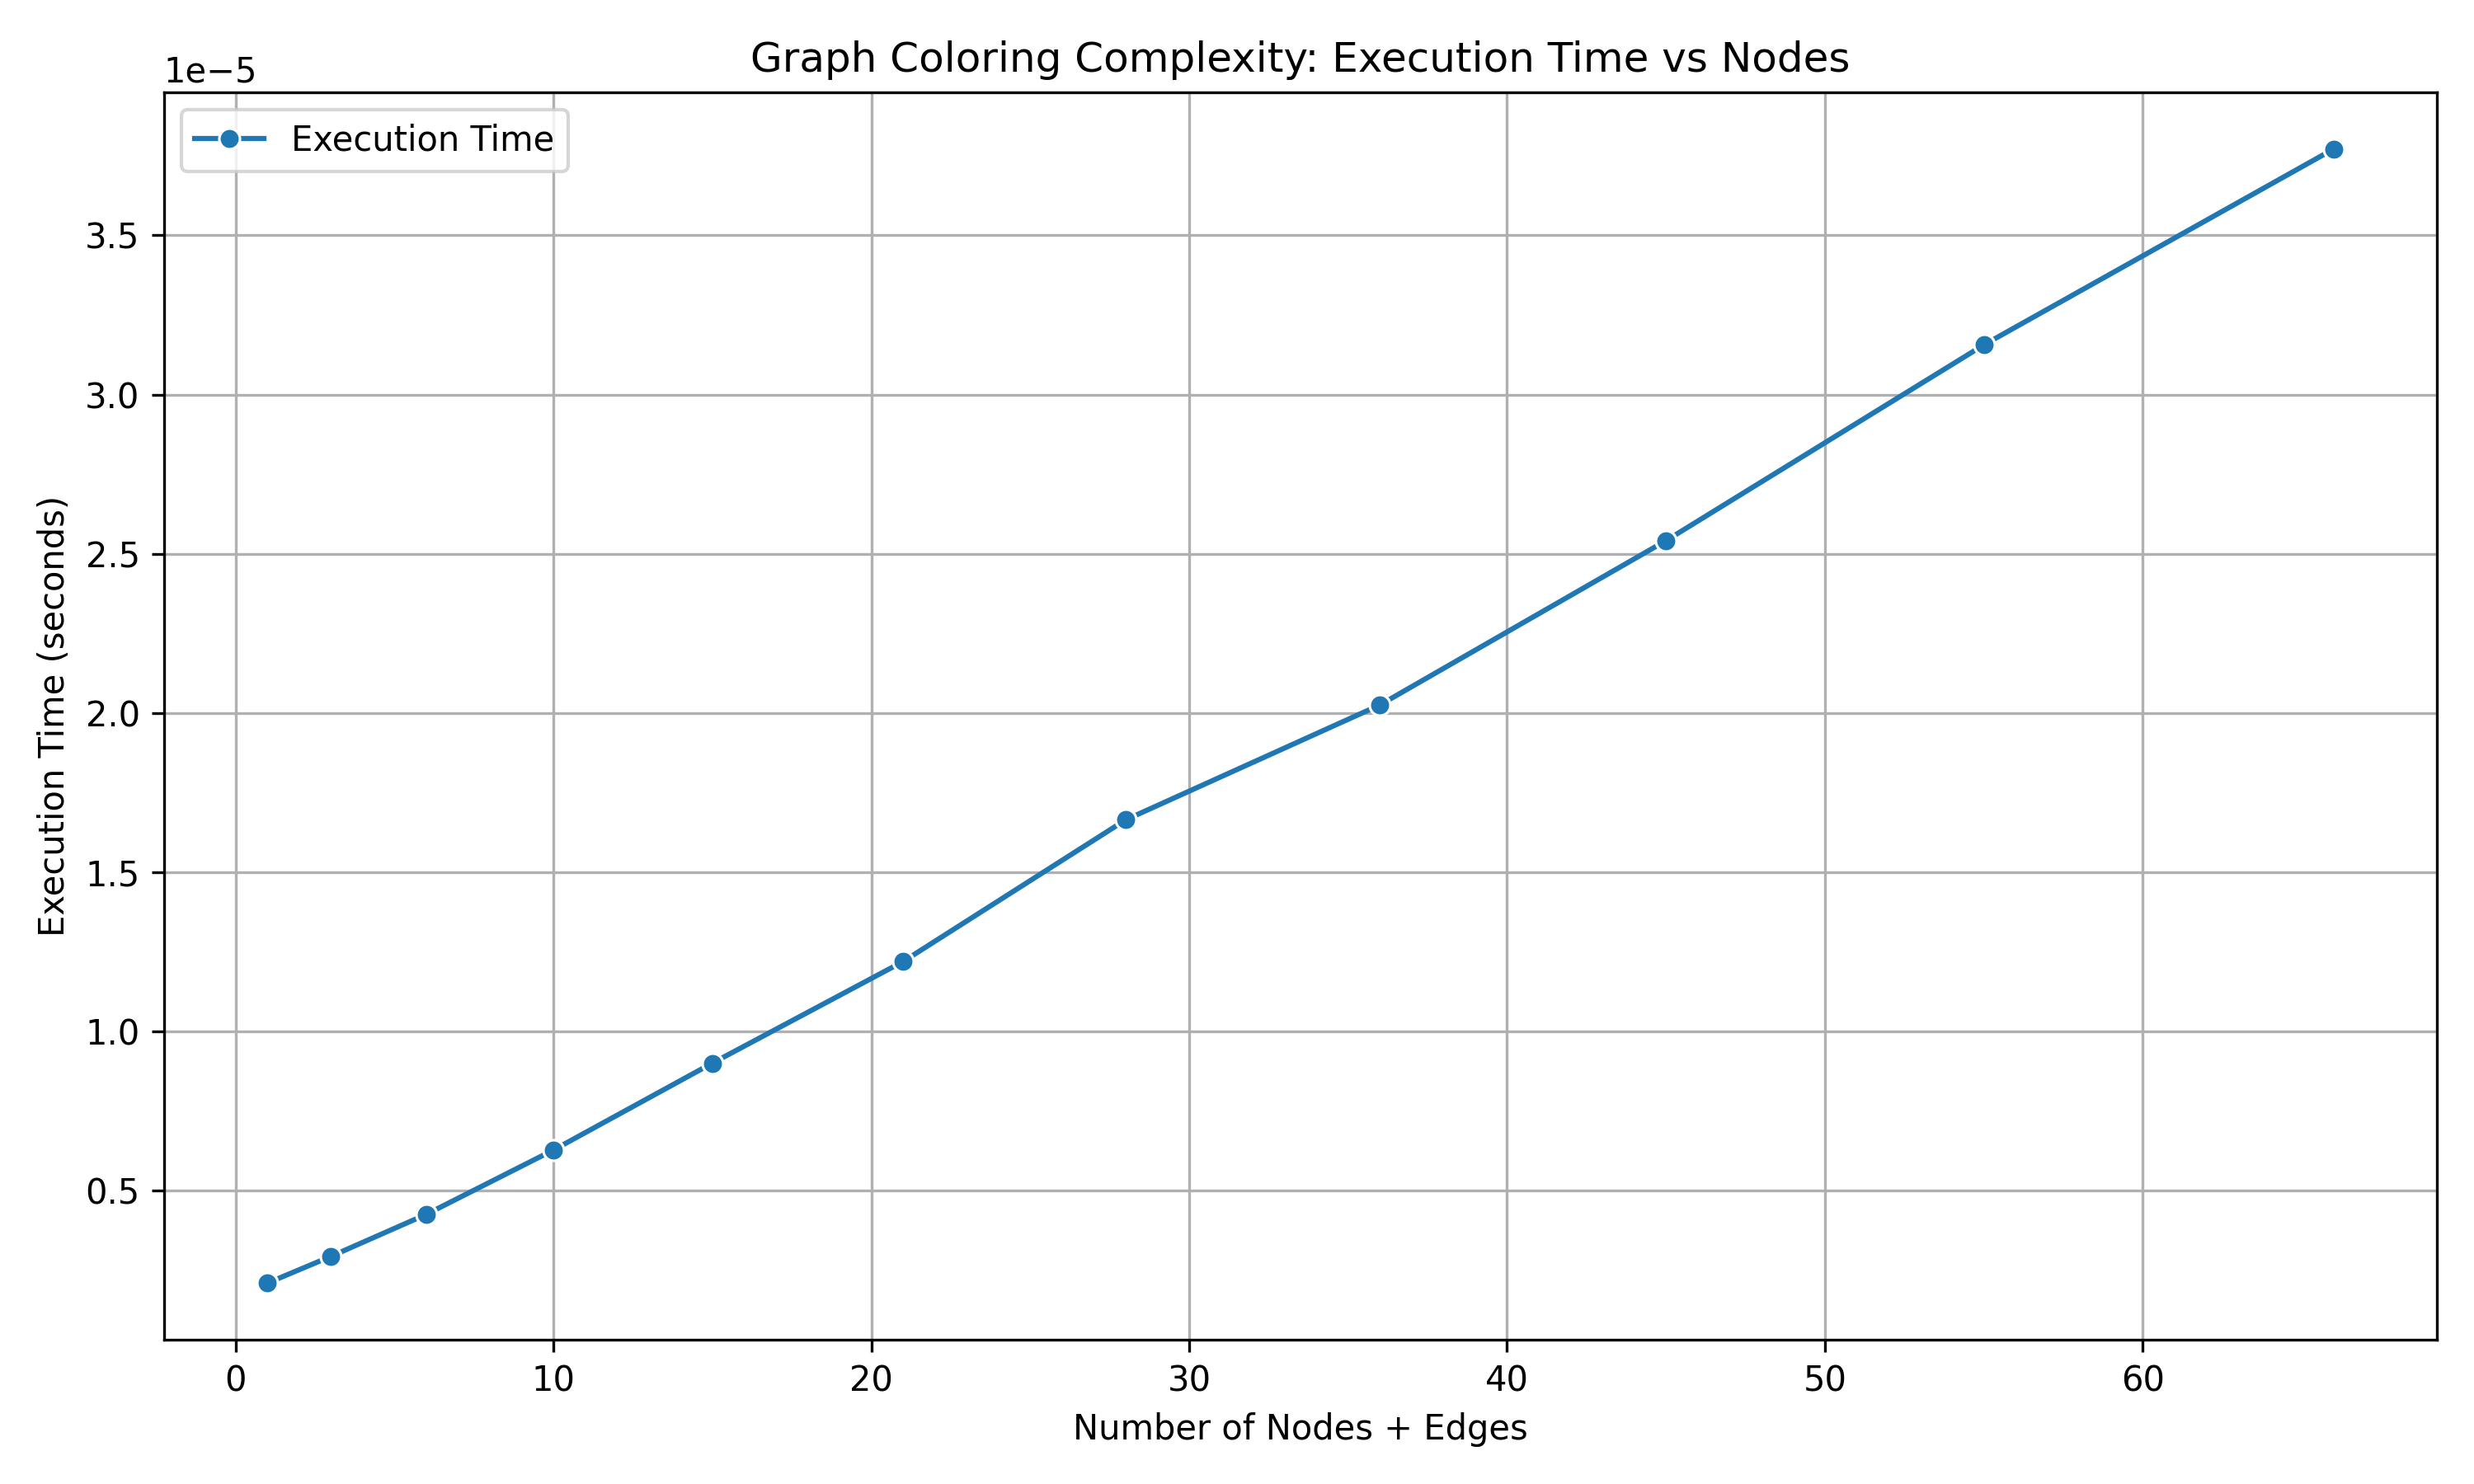 Graph Coloring Complexity: Execution Time vs Nodes
1e−5
Execution Time
3.5
3.0
2.5
2.0
1.5
1.0
0.5
Execution Time (seconds)
0 10 20 30 40 50 60
Number of Nodes + Edges